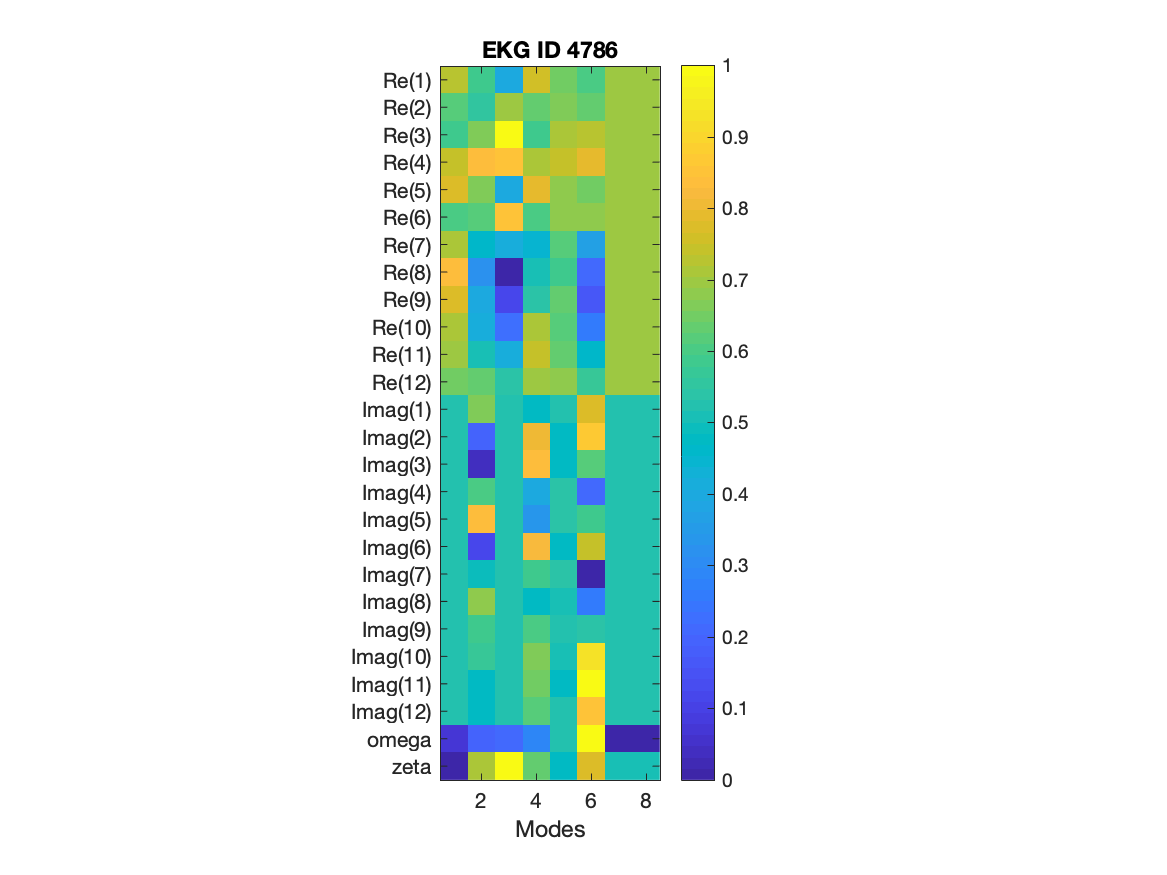 EKG ID 4786
Re(1)
Re(2)
Re(3)
Re(4)
Re(5)
Re(6)
Re(7)
Re(8)
Re(9)
Re(10)
Re(11)
Re(12)
Imag(1)
Imag(2)
Imag(3)
Imag(4)
Imag(5)
Imag(6)
Imag(7)
Imag(8)
Imag(9)
Imag(10)
Imag(11)
Imag(12)
omega
zeta
2 4 6 8
Modes
1
0.9
0.8
0.7
0.6
0.5
0.4
0.3
0.2
0.1
0